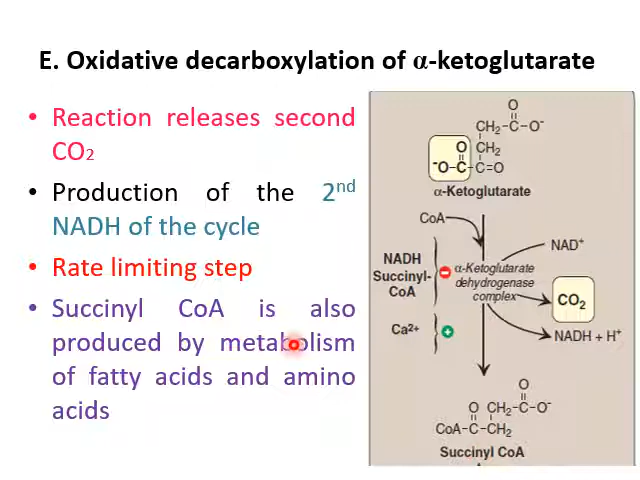 E. Oxidative decarboxylation of α-ketoglutarate
• Reaction releases second
CO2
• Production of the 2nd
NADH of the cycle
• Rate limiting step
• Succinyl CoA is also
produced by metabolism
of fatty acids and amino
acids
O
CH2-C-O-
O CH2
-O-C-C=O
α-Ketoglutarate
CoA
NAD+
NADH
Succinyl-
CoA
α-Ketoglutarate
dehydrogenase
complex
CO2
Ca2+
NADH + H+
O
O CH2-C-O-
CoA-C-CH2
Succinyl CoA